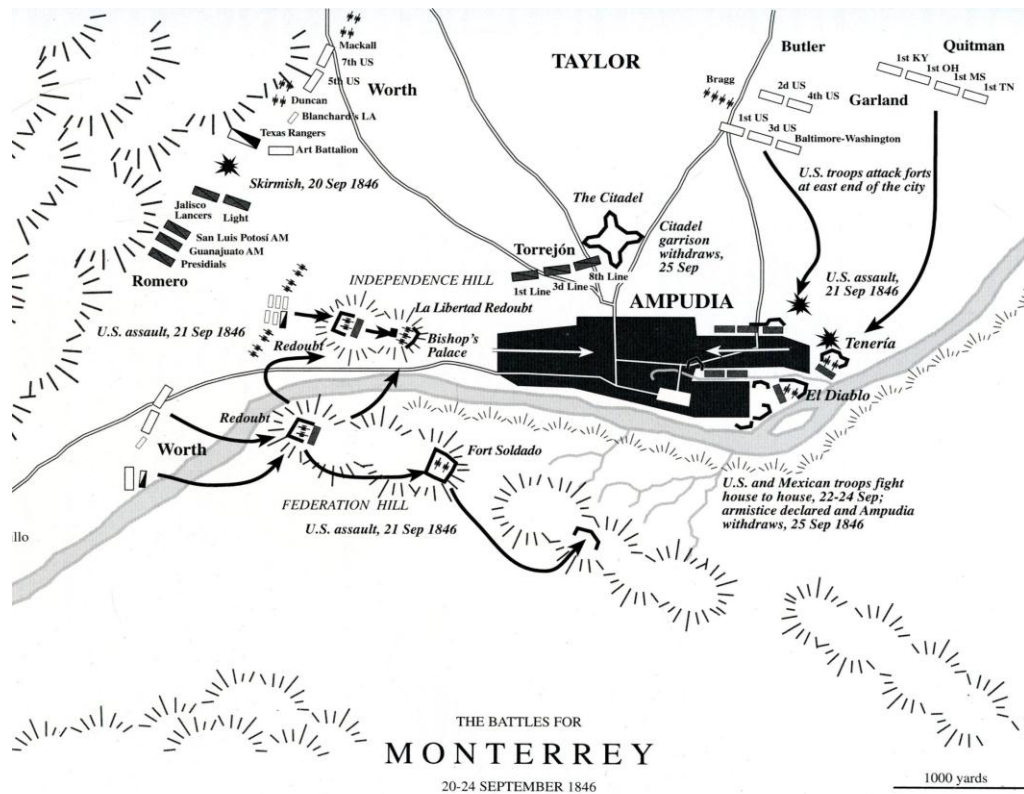 Mackall
7th US
5th US
Worth
Duncan
Blanchard's LA
Texas Rangers
Art Battalion
Skirmish, 20 Sep 1846
Jalisco
Lancers
Light
San Luis Potosí AM
Guanajuato AM
Presidials
Romero
TAYLOR
Butler
Quitman
Bragg
2d US
4th US
Garland
1st KY
1st OH
1st MS
1st TN
1st US
3d US
Baltimore-Washington
U.S. troops attack forts
at east end of the city
The Citadel
Citadel
garrison
withdraws,
25 Sep
Torrejón
1st Line
3d Line
8th Line
AMPUDIA
U.S. assault,
21 Sep 1846
Tenería
El Diablo
INDEPENDENCE HILL
La Libertad Redoubt
U.S. assault, 21 Sep 1846
Redoubt
Bishop's
Palace
Redoubt
Worth
Fort Soldado
FEDERATION HILL
U.S. assault, 21 Sep 1846
U.S. and Mexican troops fight
house to house, 22-24 Sep;
armistice declared and Ampudia
withdraws, 25 Sep 1846
illo
THE BATTLES FOR
MONTERREY
20-24 SEPTEMBER 1846
1000 yards